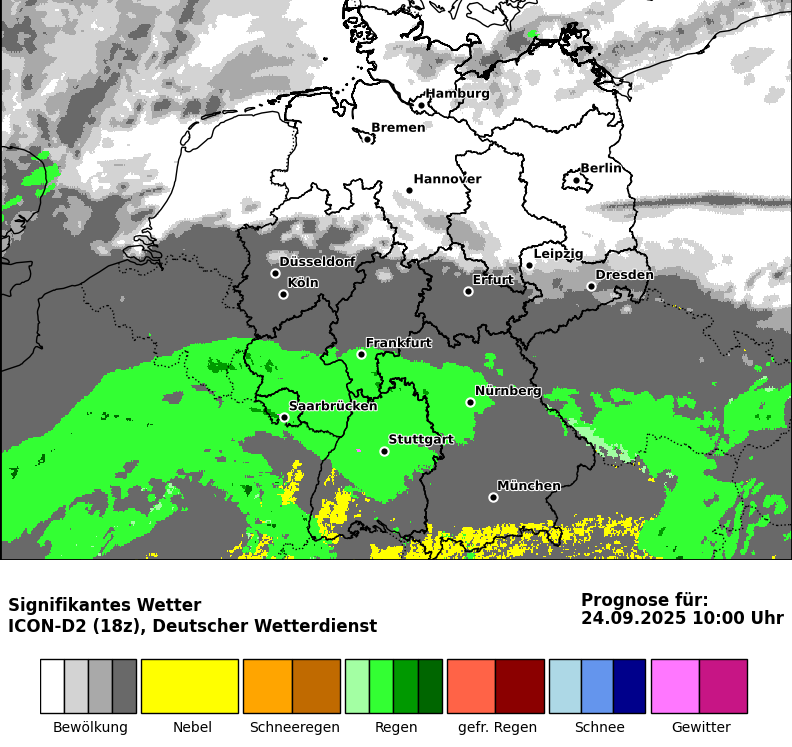 Hamburg
Bremen
Berlin
Hannover
Leipzig
Düsseldorf
Dresden
Köln
Erfurt
Frankfurt
Nürnberg
Saarbrücken
Stuttgart
München
Signifikantes Wetter
ICON-D2 (18z), Deutscher Wetterdienst
Prognose für:
24.09.2025 10:00 Uhr
Bewölkung
Nebel
Schneeregen
Regen
gefr. Regen
Schnee
Gewitter